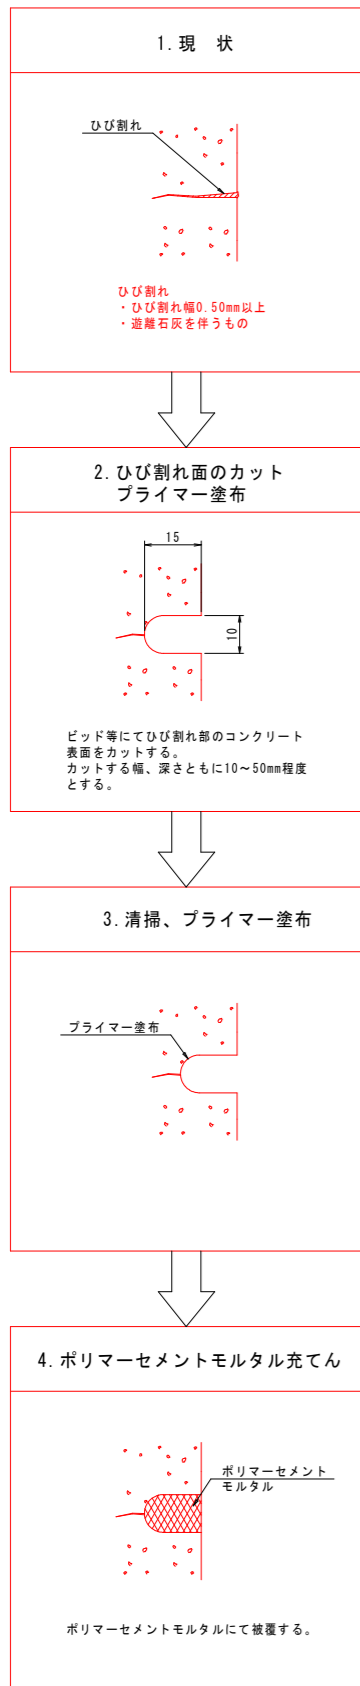 1.現　状
ひび割れ
ひび割れ
・ひび割れ幅0.50mm以上
・遊離石灰を伴うもの
2.ひび割れ面のカット
プライマー塗布
15
10
ビッド等にてひび割れ部のコンクリート
表面をカットする。
カットする幅、深さともに10～50mm程度
とする。
3.清掃、プライマー塗布
プライマー塗布
4.ポリマーセメントモルタル充てん
ポリマーセメント
モルタル
ポリマーセメントモルタルにて被覆する。